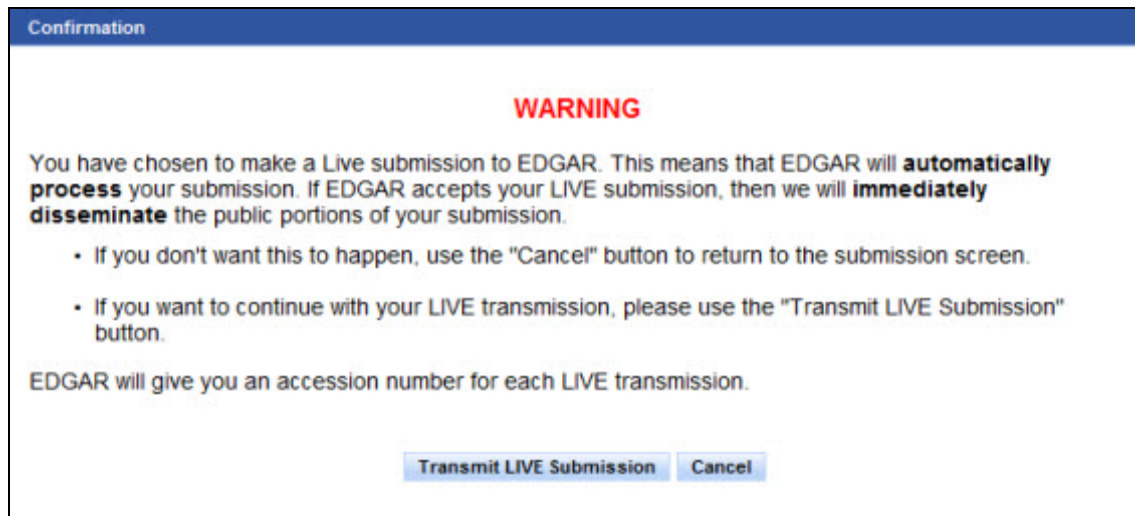 Confirmation
WARNING
You have chosen to make a Live submission to EDGAR. This means that EDGAR will automatically
process your submission. If EDGAR accepts your LIVE submission, then we will immediately
disseminate the public portions of your submission.
• If you don't want this to happen, use the "Cancel" button to return to the submission screen.
• If you want to continue with your LIVE transmission, please use the "Transmit LIVE Submission"
button.
EDGAR will give you an accession number for each LIVE transmission.
Transmit LIVE Submission Cancel